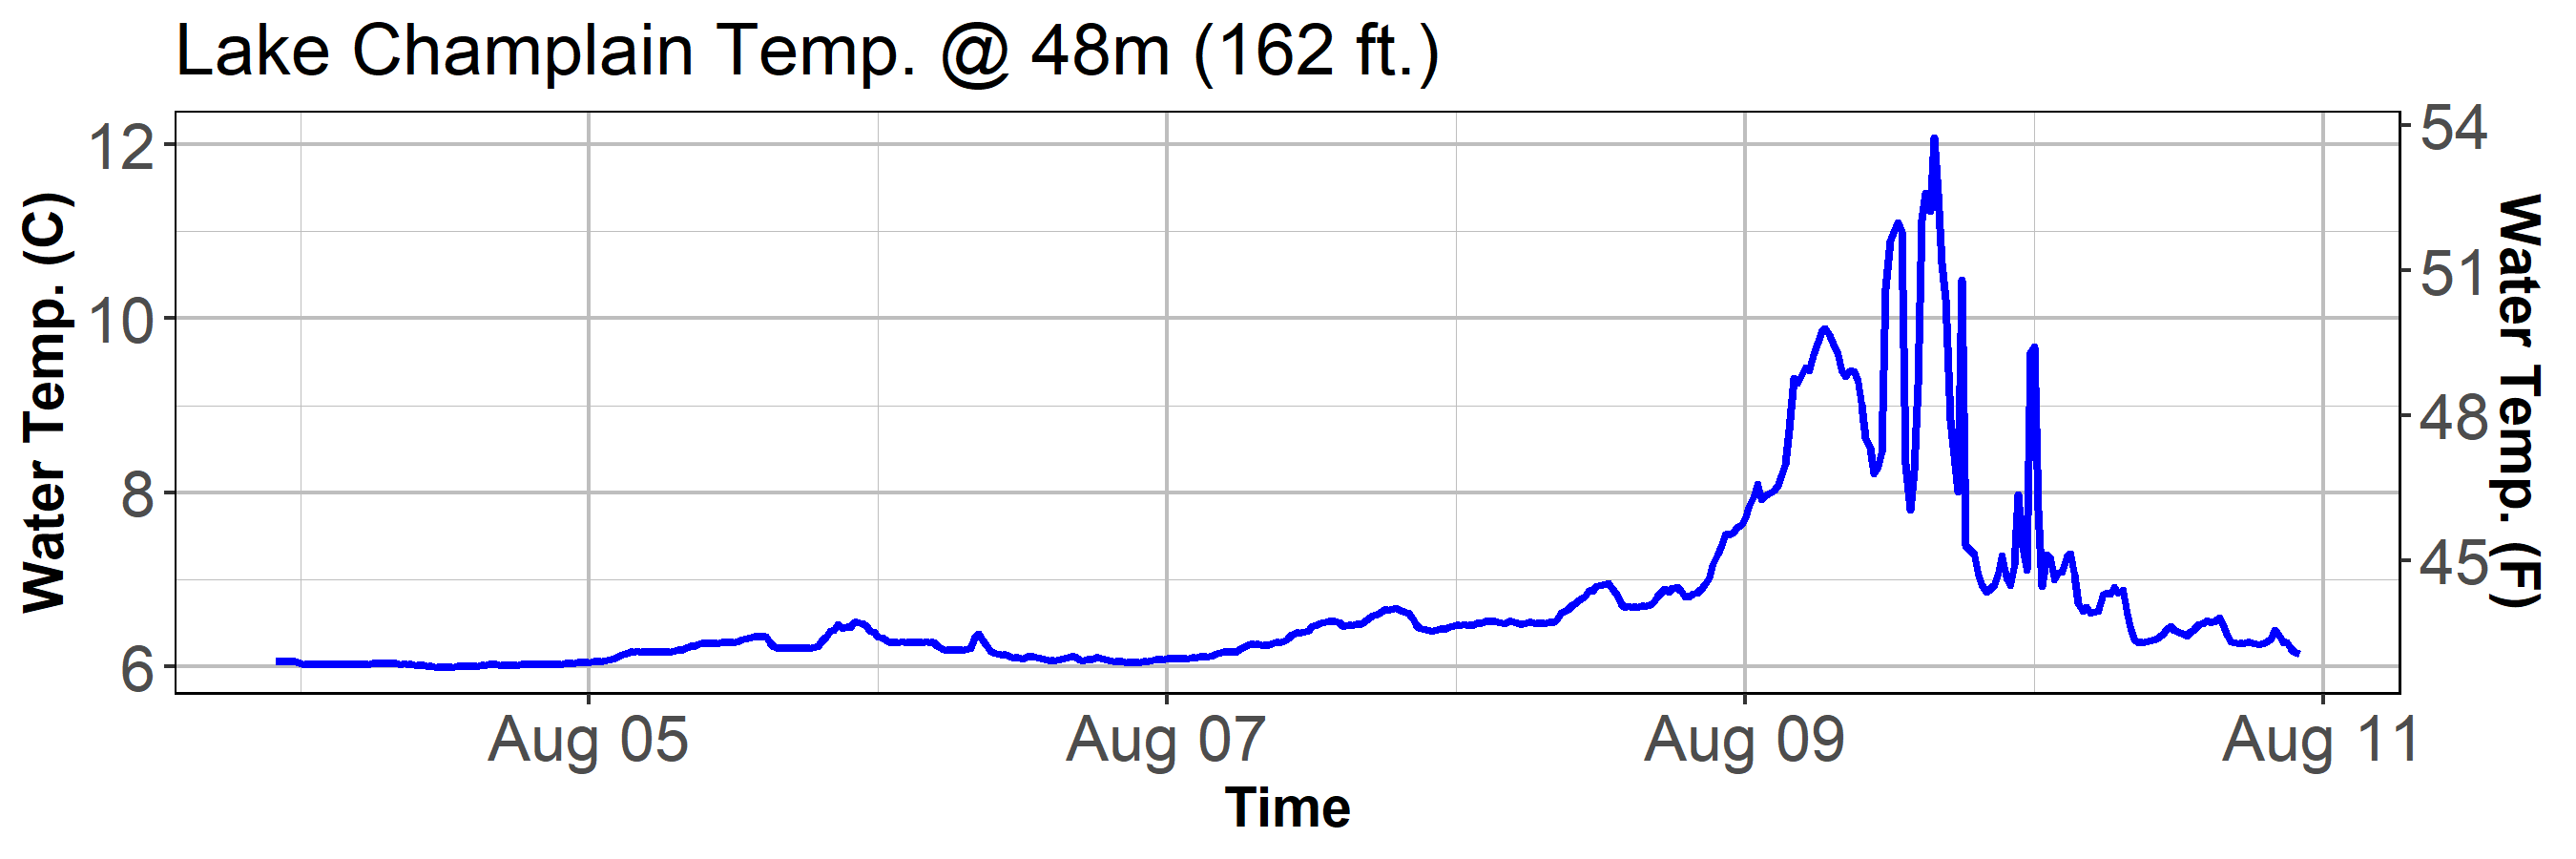 Lake Champlain Temp. @ 48m (162 ft.)
12
10
8
6
Water Temp. (C)
54
51
48
45
Water Temp. (F)
Aug 05 Aug 07 Aug 09 Aug 11
Time